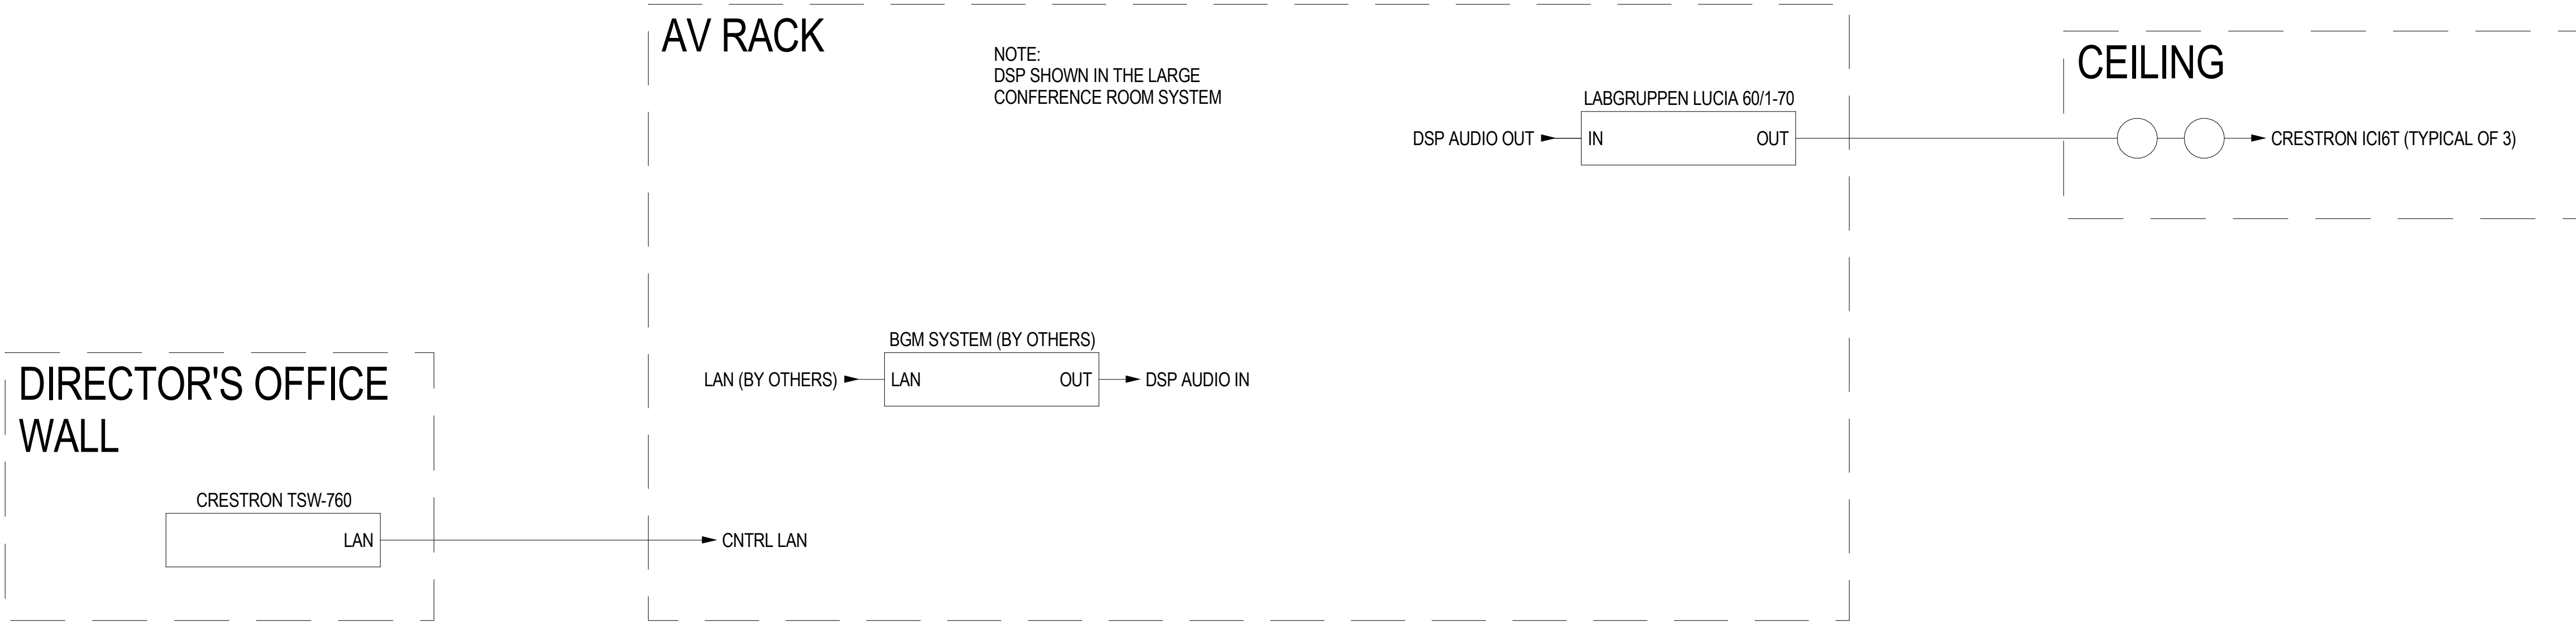 AV RACK
NOTE:
DSP SHOWN IN THE LARGE
CONFERENCE ROOM SYSTEM
CEILING
LABGRUPPEN LUCIA 60/1-70
DSP AUDIO OUT
IN
OUT
CRESTRON ICI6T (TYPICAL OF 3)
BGM SYSTEM (BY OTHERS)
LAN (BY OTHERS)
LAN
OUT
DSP AUDIO IN
DIRECTOR'S OFFICE
WALL
CRESTRON TSW-760
LAN
CNTRL LAN